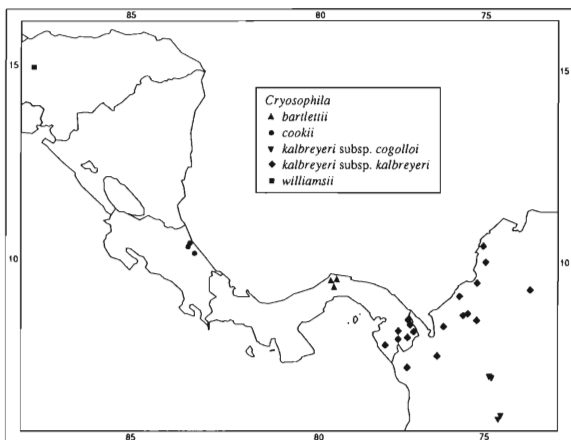 85 80 75
15 15
Cryosophila
bartlettii
cookii
kalbreyeri subsp. cogolloi
kalbreyeri subsp. kalbreyeri
williamsii
10 10
85 80 75